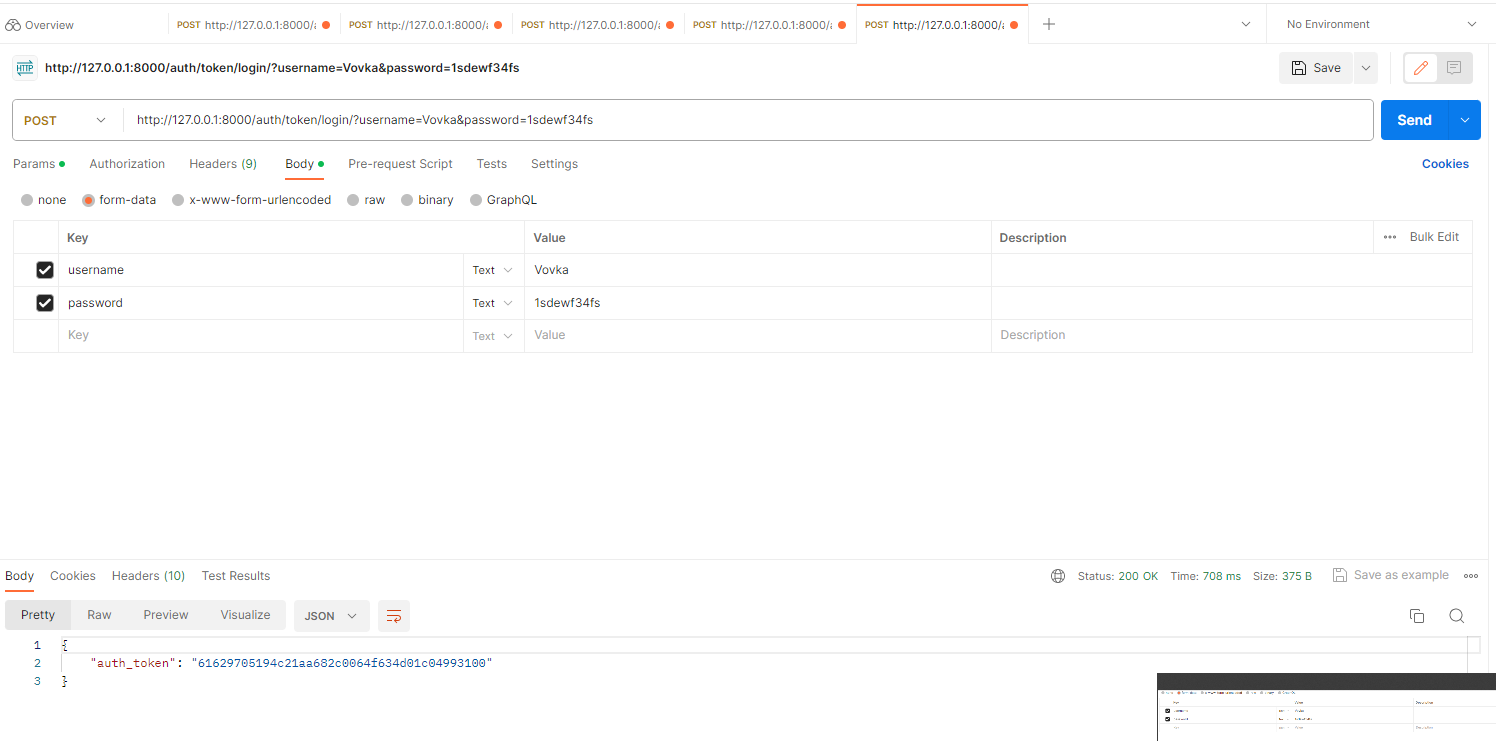 Overview POST http://127.0.0.1:8000/a POST http://127.0.0.1:8000/a POST http://127.0.0.1:8000/a POST http://127.0.0.1:8000/a POST http://127.0.0.1:8000/a No Environment
HTTP http://127.0.0.1:8000/auth/token/login/?username=Vovka&password=1sdewf34fs Save
POST http://127.0.0.1:8000/auth/token/login/?username=Vovka&password=1sdewf34fs Send
Params Authorization Headers (9) Body Pre-request Script Tests Settings Cookies
none form-data x-www-form-urlencoded raw binary GraphQL
Key Value Description Bulk Edit
username Text Vovka
password Text 1sdewf34fs
Key Text Value Description
Body Cookies Headers (10) Test Results Status: 200 OK Time: 708 ms Size: 375 B Save as example
Pretty Raw Preview Visualize JSON
1 {
2 "auth_token": "61629705194c21aa682c0064f634d01c04993100"
3 }